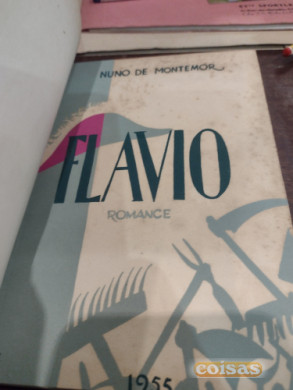 NUNO DE MONTEMOR
FLAVIO
ROMANCE
1955
coisas